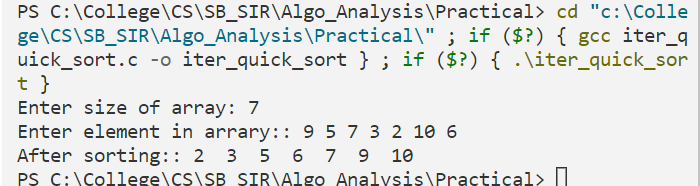 PS C:\College\CS\SB_SIR\Algo_Analysis\Practical> cd "c:\Colle
ge\CS\SB_SIR\Algo_Analysis\Practical\" ; if ($?) { gcc iter_q
uick_sort.c -o iter_quick_sort } ; if ($?) { .\iter_quick_sor
t }
Enter size of array: 7
Enter element in arrary:: 9 5 7 3 2 10 6
After sorting:: 2  3  5  6  7  9  10
PS C:\College\CS\SB_SIR\Algo_Analysis\Practical>